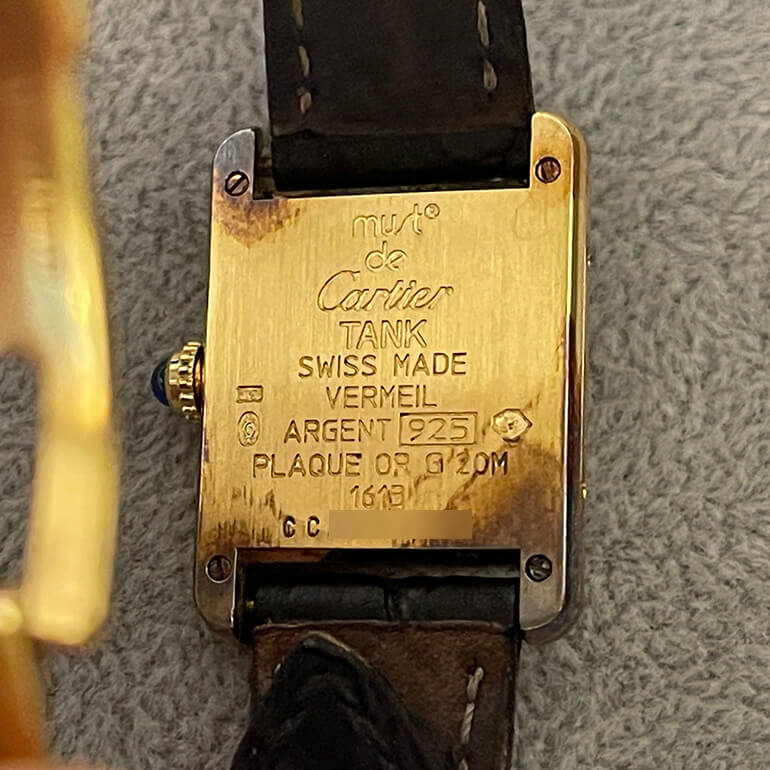 must®
de
Cartier
TANK
SWISS MADE
VERMEIL
ARGENT 925
PLAQUE OR G 20M
1613
CC